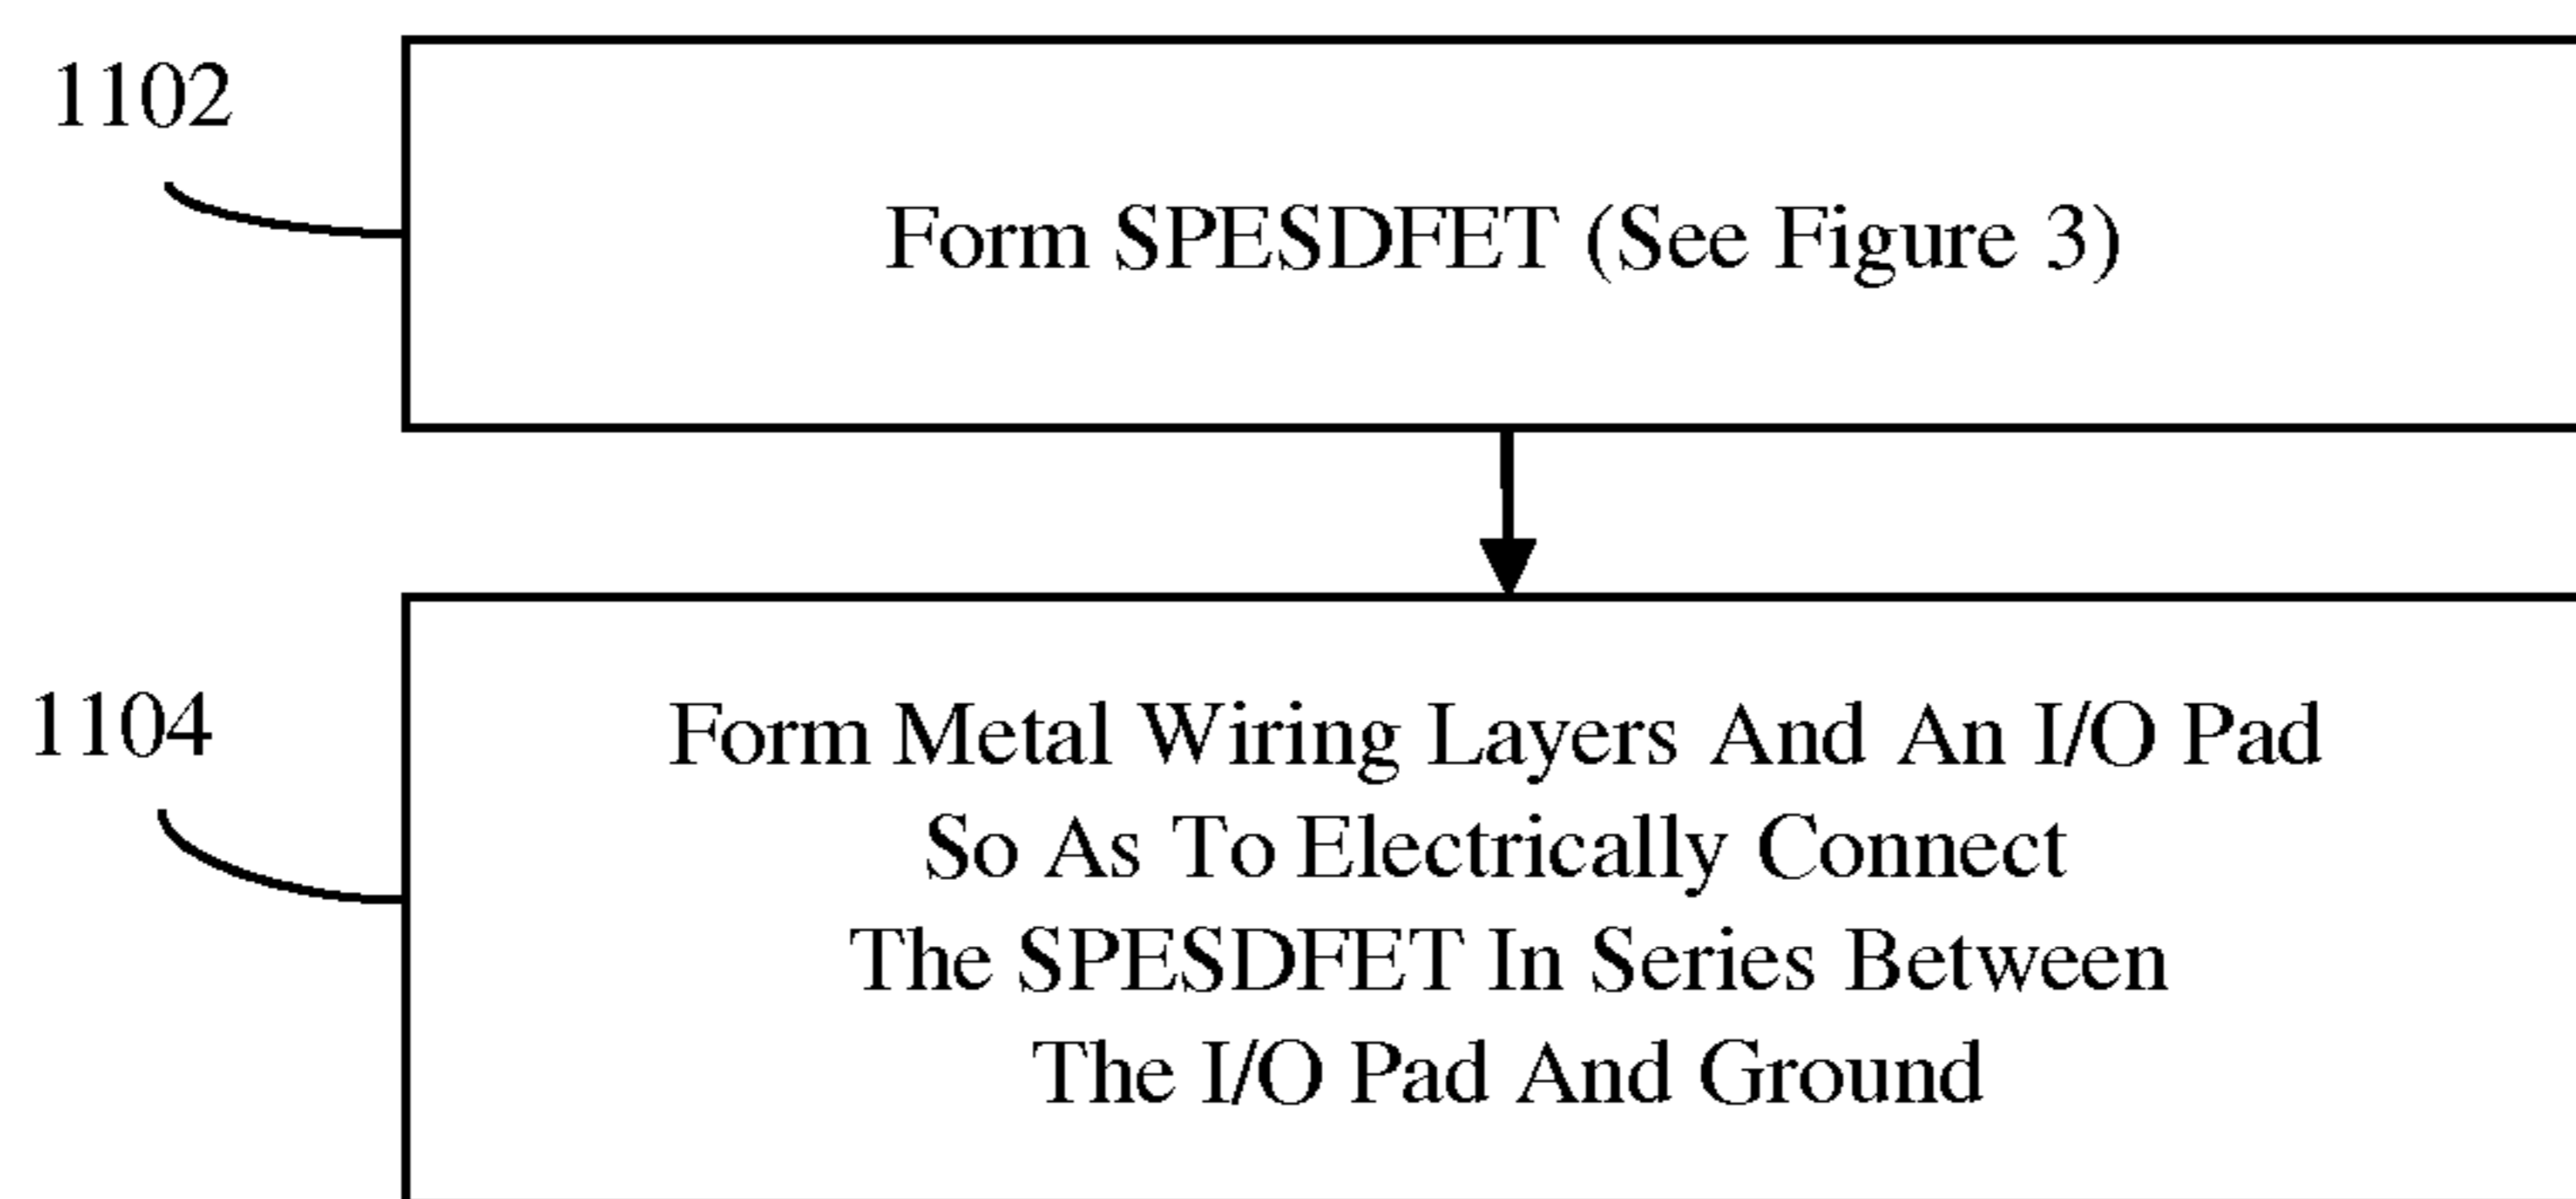 1102
Form SPESDFET (See Figure 3)
1104
Form Metal Wiring Layers And An I/O Pad
So As To Electrically Connect
The SPESDFET In Series Between
The I/O Pad And Ground